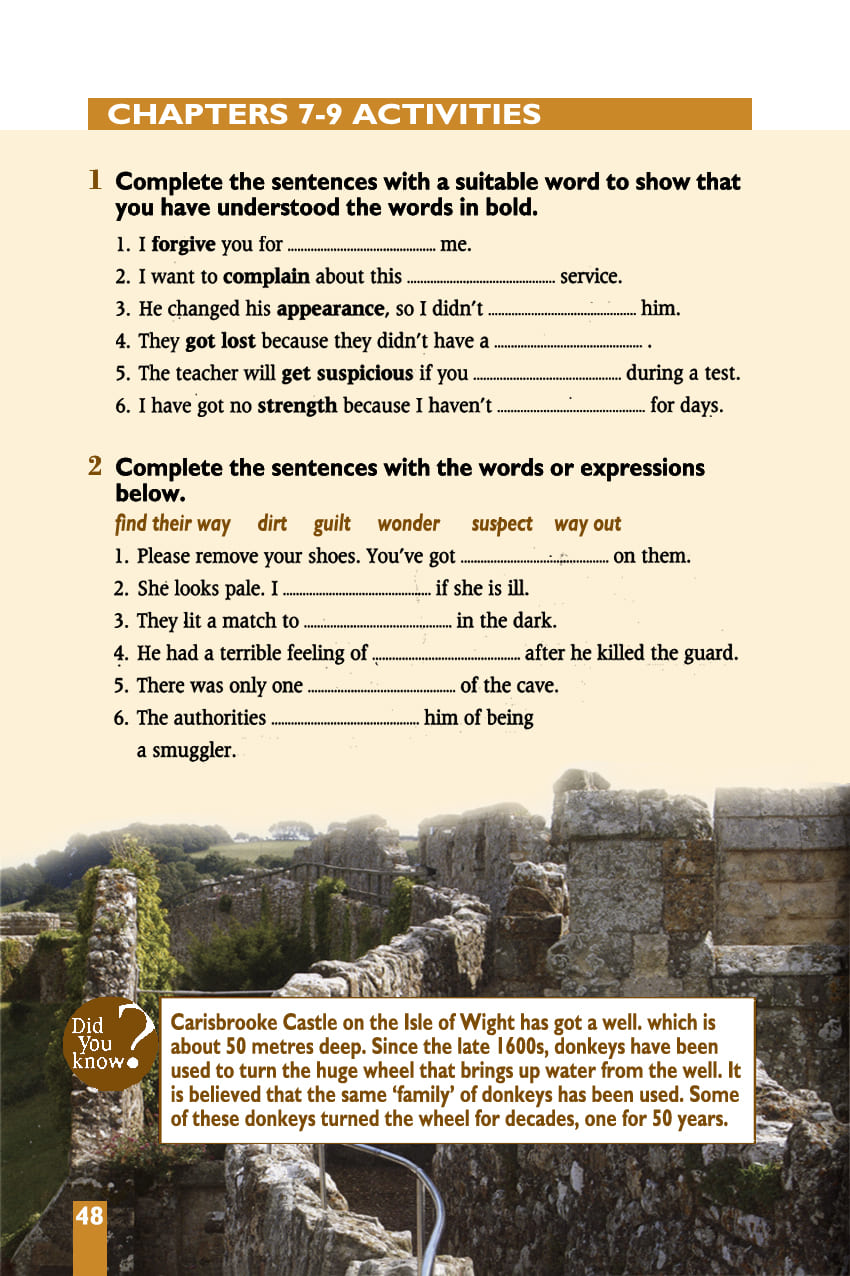 CHAPTERS 7-9 ACTIVITIES
1 Complete the sentences with a suitable word to show that
you have understood the words in bold.
1. I forgive you for ............................................. me.
2. I want to complain about this ............................................. service.
3. He changed his appearance, so I didn't ............................................. him.
4. They got lost because they didn't have a ............................................. .
5. The teacher will get suspicious if you ............................................. during a test.
6. I have got no strength because I haven't ............................................. for days.
2 Complete the sentences with the words or expressions
below.
find their way dirt guilt wonder suspect way out
1. Please remove your shoes. You've got ............................................. on them.
2. She looks pale. I ............................................. if she is ill.
3. They lit a match to ............................................. in the dark.
4. He had a terrible feeling of ............................................. after he killed the guard.
5. There was only one ............................................. of the cave.
6. The authorities ............................................. him of being
a smuggler.
Did
You
know?
Carisbrooke Castle on the Isle of Wight has got a well. which is
about 50 metres deep. Since the late 1600s, donkeys have been
used to turn the huge wheel that brings up water from the well. It
is believed that the same 'family' of donkeys has been used. Some
of these donkeys turned the wheel for decades, one for 50 years.
48